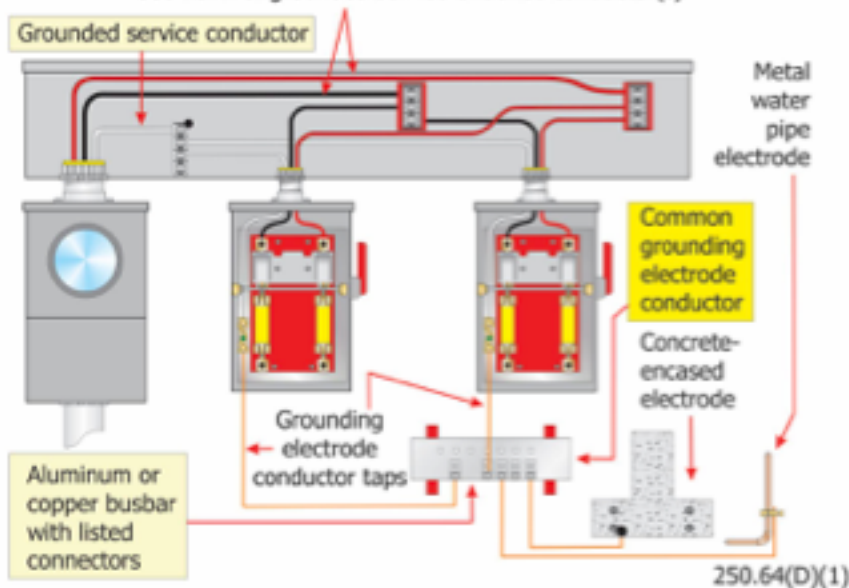 Grounded service conductor
Metal
water
pipe
electrode
Common
grounding
electrode
conductor
Concrete-
encased
electrode
Grounding
electrode
conductor taps
Aluminum or
copper busbar
with listed
connectors
250.64(D)(1)